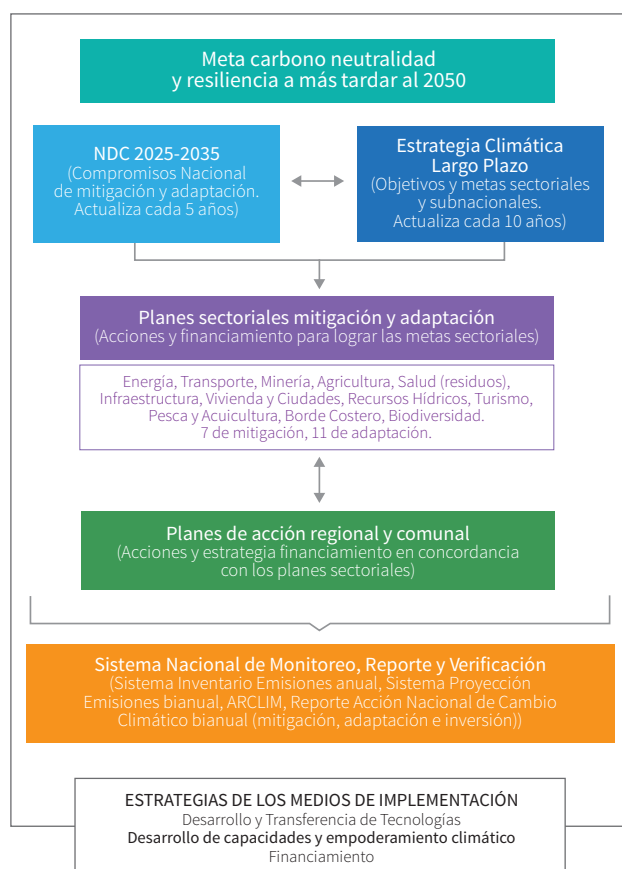 Meta carbono neutralidad
y resiliencia a más tardar al 2050
NDC 2025-2035
(Compromisos Nacional
de mitigación y adaptación.
Actualiza cada 5 años)
Estrategia Climática
Largo Plazo
(Objetivos y metas sectoriales
y subnacionales.
Actualiza cada 10 años)
Planes sectoriales mitigación y adaptación
(Acciones y financiamiento para lograr las metas sectoriales)
Energía, Transporte, Minería, Agricultura, Salud (residuos),
Infraestructura, Vivienda y Ciudades, Recursos Hídricos, Turismo,
Pesca y Acuicultura, Borde Costero, Biodiversidad.
7 de mitigación, 11 de adaptación.
Planes de acción regional y comunal
(Acciones y estrategia financiamiento en concordancia
con los planes sectoriales)
Sistema Nacional de Monitoreo, Reporte y Verificación
(Sistema Inventario Emisiones anual, Sistema Proyección
Emisiones bianual, ARCLIM, Reporte Acción Nacional de Cambio
Climático bianual (mitigación, adaptación e inversión))
ESTRATEGIAS DE LOS MEDIOS DE IMPLEMENTACIÓN
Desarrollo y Transferencia de Tecnologías
Desarrollo de capacidades y empoderamiento climático
Financiamiento